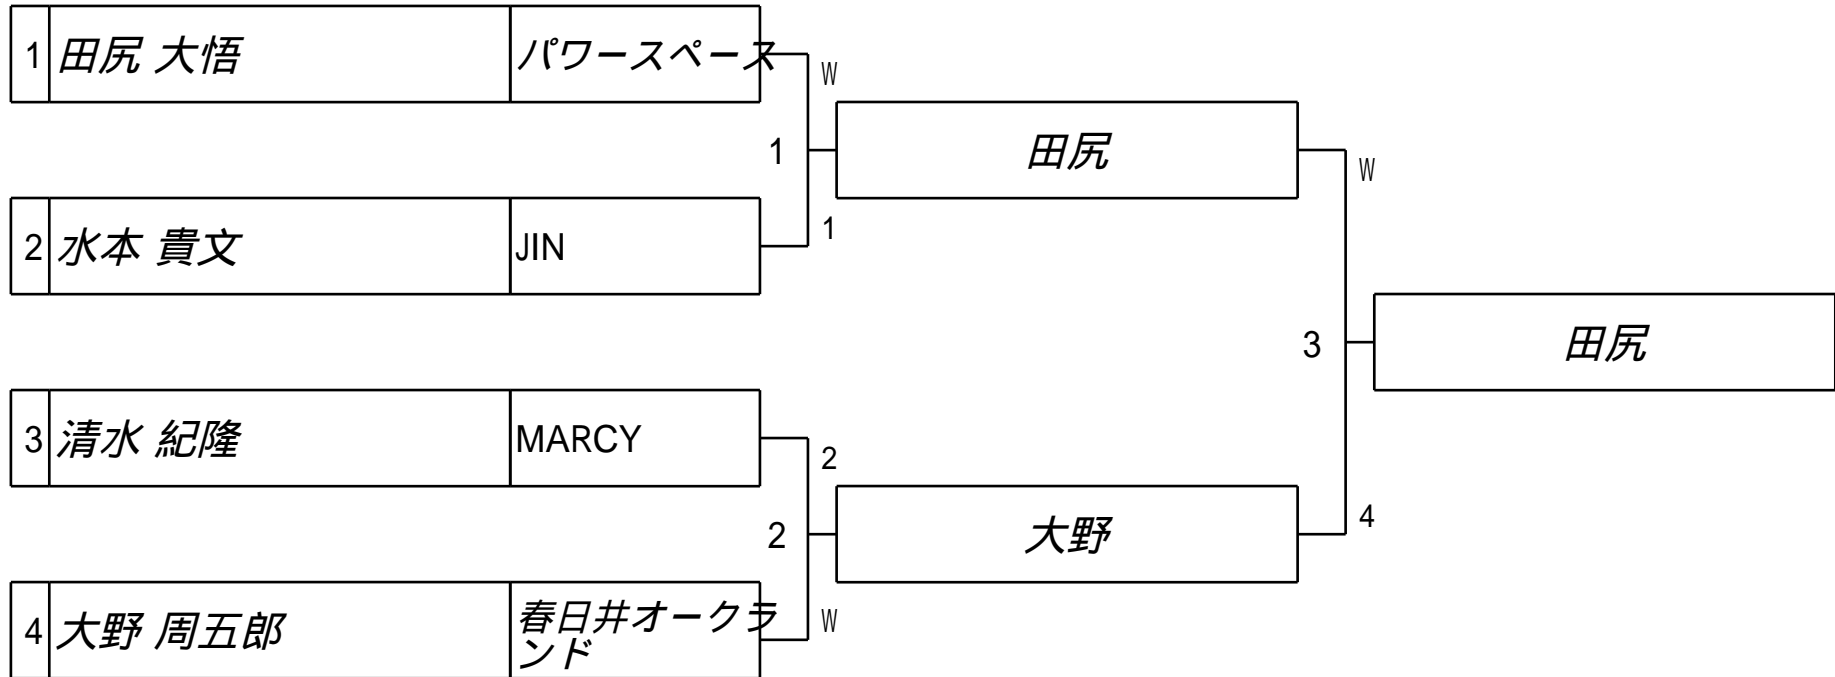 1 田尻 大悟 パワースペース
W
1 田尻
W
2 水本 貴文 JIN
1
3 田尻
3 清水 紀隆 MARCY
2
2 大野
4
4 大野 周五郎 春日井オークラ
ンド
W